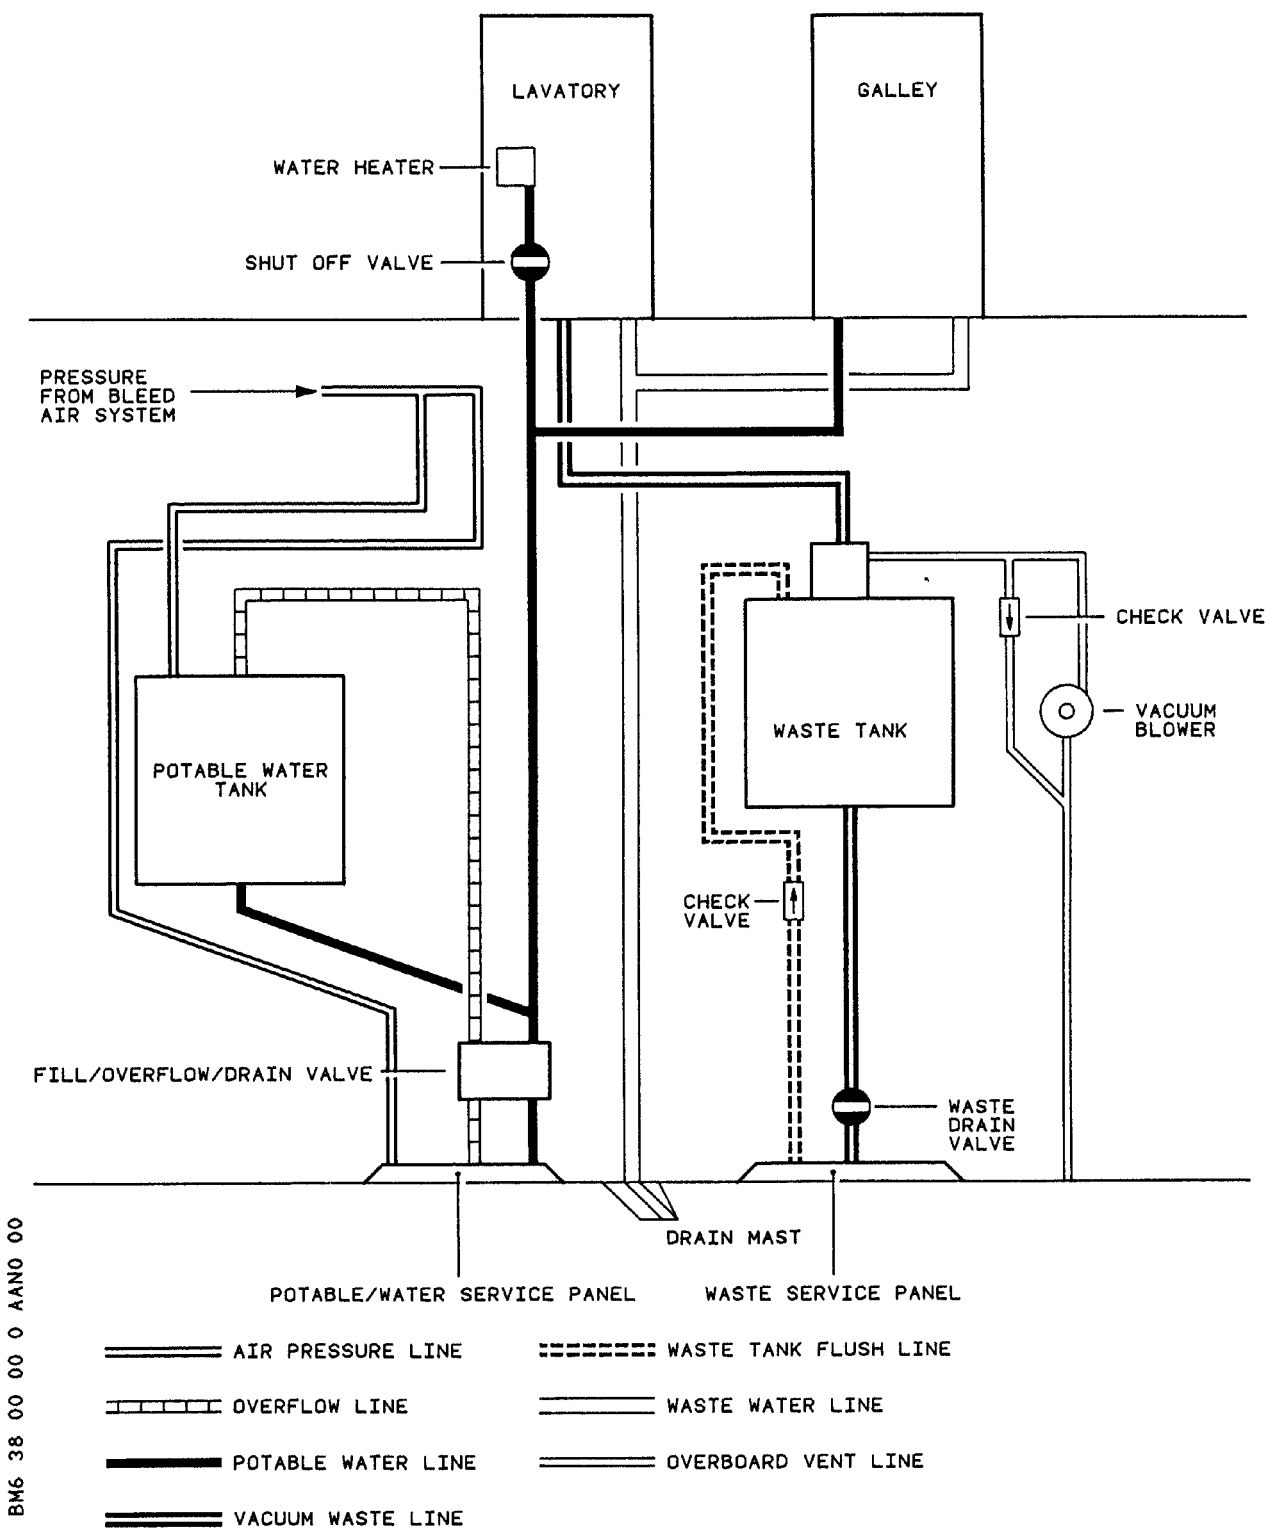 LAVATORY
GALLEY
WATER HEATER
SHUT OFF VALVE
PRESSURE
FROM BLEED
AIR SYSTEM
CHECK VALVE
VACUUM
BLOWER
WASTE TANK
POTABLE WATER
TANK
CHECK
VALVE
FILL/OVERFLOW/DRAIN VALVE
WASTE
DRAIN
VALVE
DRAIN MAST
POTABLE/WATER SERVICE PANEL
WASTE SERVICE PANEL
AIR PRESSURE LINE
WASTE TANK FLUSH LINE
OVERFLOW LINE
WASTE WATER LINE
POTABLE WATER LINE
OVERBOARD VENT LINE
VACUUM WASTE LINE
BM6 38 00 00 0 AAN0 00